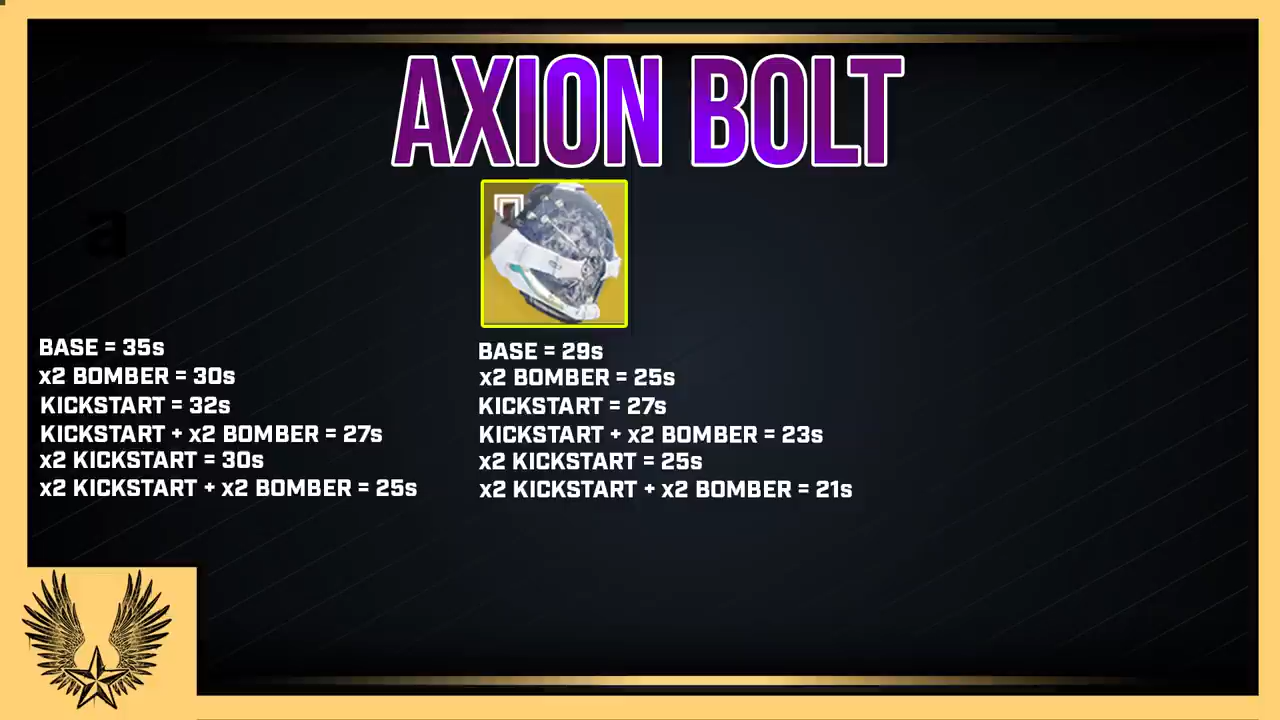 AXION BOLT
a
BASE = 35s
x2 BOMBER = 30s
KICKSTART = 32s
KICKSTART + x2 BOMBER = 27s
x2 KICKSTART = 30s
x2 KICKSTART + x2 BOMBER = 25s
BASE = 29s
x2 BOMBER = 25s
KICKSTART = 27s
KICKSTART + x2 BOMBER = 23s
x2 KICKSTART = 25s
x2 KICKSTART + x2 BOMBER = 21s